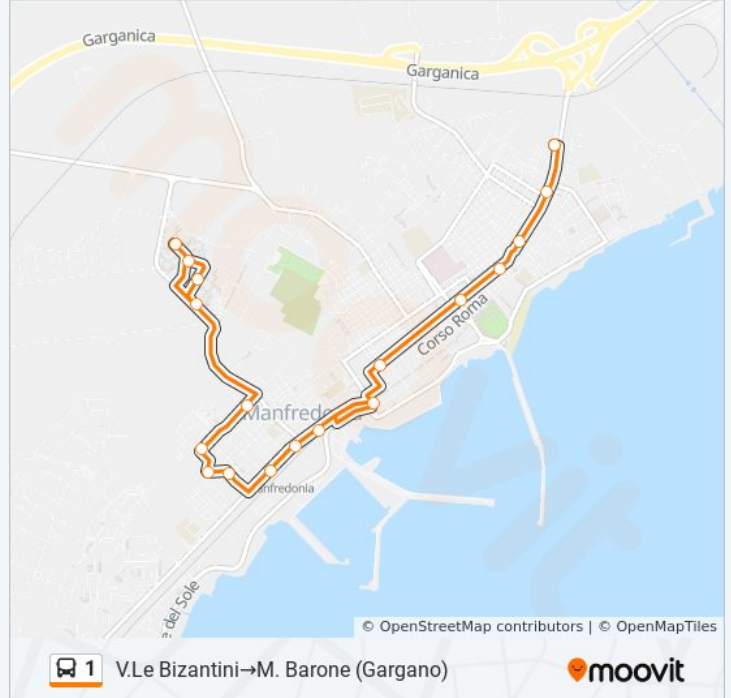 Garganica
Garganica
Corso Roma
Manfredonia
Manfredonia
e del Sole
© OpenStreetMap contributors | © OpenMapTiles
1 V.Le Bizantini→M. Barone (Gargano)
moovit